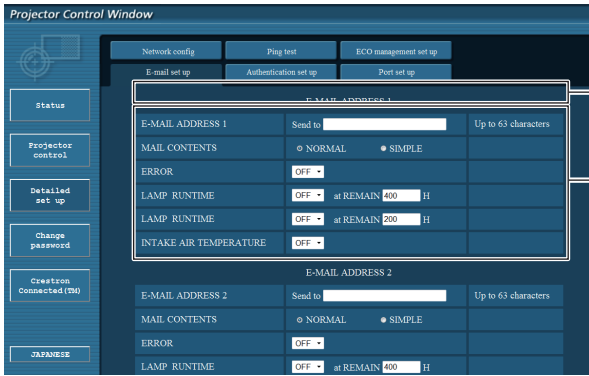 Projector Control Window
Network config Ping test ECO management set up
E-mail set up Authentication set up Port set up
Status
Projector control
Detailed set up
Change password
Crestron Connected(TM)
JAPANESE
E-MAIL ADDRESS 1
E-MAIL ADDRESS 1 Send to Up to 63 characters
MAIL CONTENTS NORMAL SIMPLE
ERROR OFF
LAMP RUNTIME OFF at REMAIN 400 H
LAMP RUNTIME OFF at REMAIN 200 H
INTAKE AIR TEMPERATURE OFF
E-MAIL ADDRESS 2
E-MAIL ADDRESS 2 Send to Up to 63 characters
MAIL CONTENTS NORMAL SIMPLE
ERROR OFF
LAMP RUNTIME OFF at REMAIN 400 H